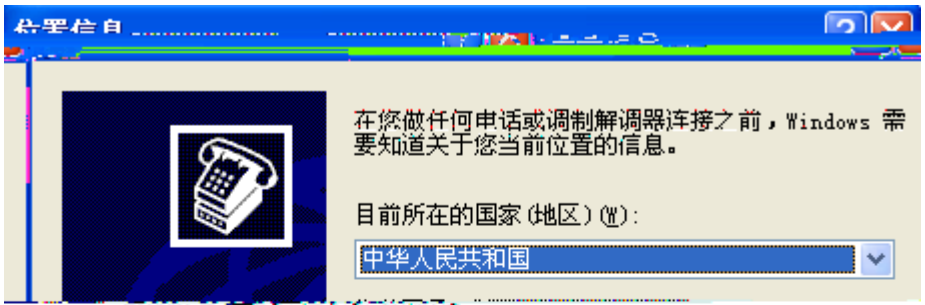 位置信息
在您做任何电话或调制解调器连接之前，Windows 需
要知道关于您当前位置的信息。
目前所在的国家(地区)(W):
中华人民共和国